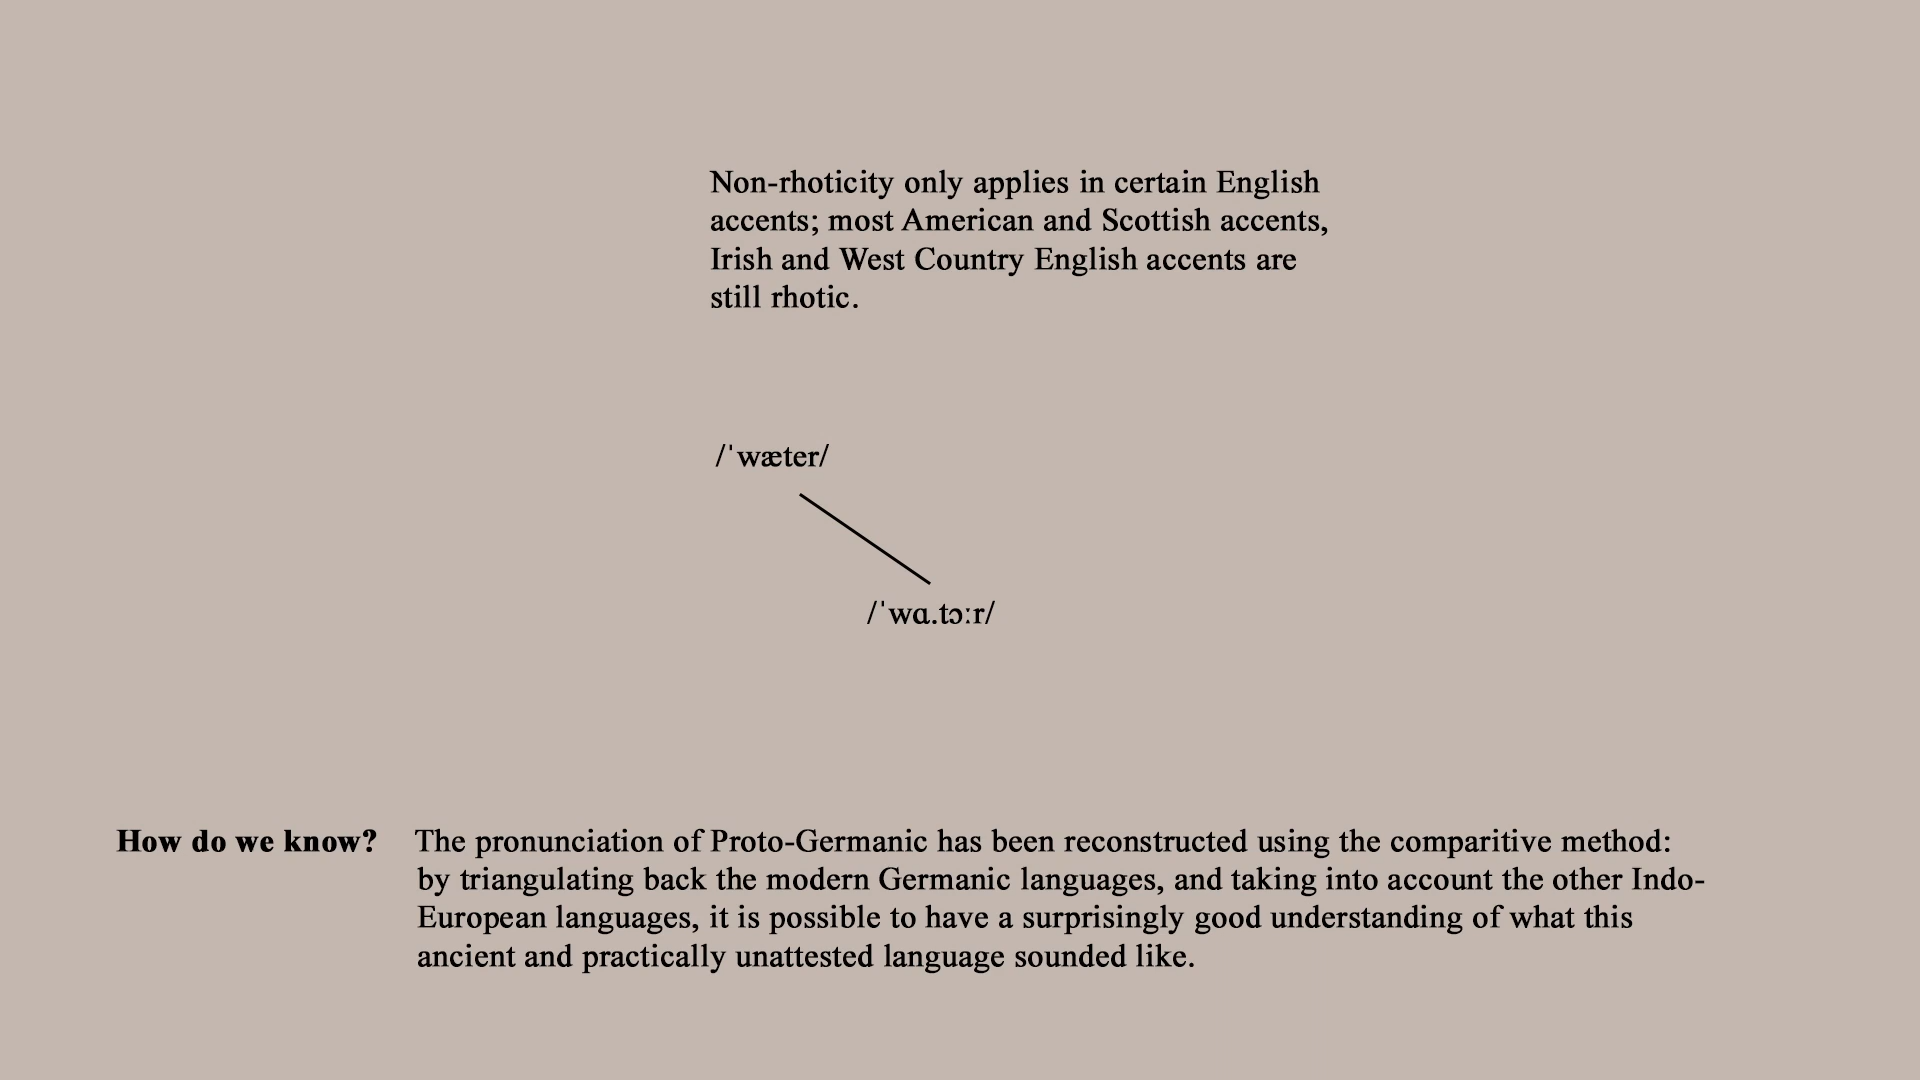 Non-rhoticity only applies in certain English
accents; most American and Scottish accents,
Irish and West Country English accents are
still rhotic.
/ˈwæter/
/ˈwɑ.tɔːr/
How do we know? The pronunciation of Proto-Germanic has been reconstructed using the comparitive method:
by triangulating back the modern Germanic languages, and taking into account the other Indo-
European languages, it is possible to have a surprisingly good understanding of what this
ancient and practically unattested language sounded like.